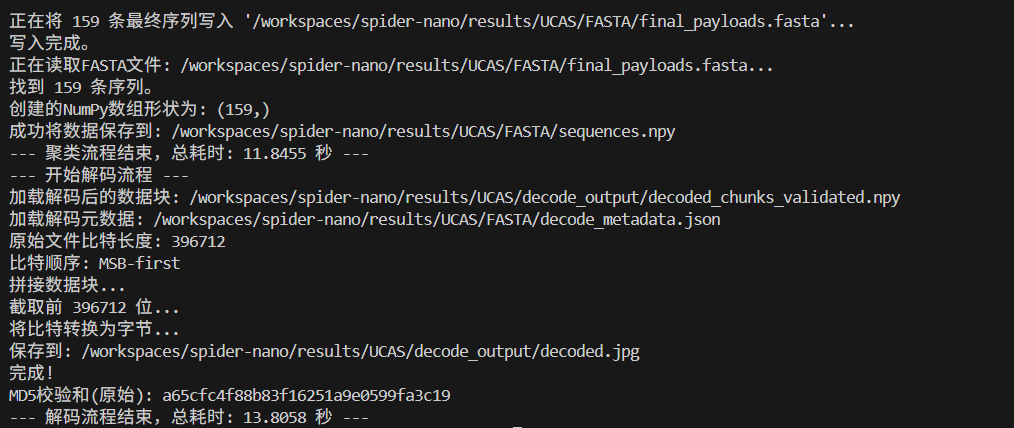 正在将 159 条最终序列写入 '/workspaces/spider-nano/results/UCAS/FASTA/final_payloads.fasta'...
写入完成。
正在读取FASTA文件: /workspaces/spider-nano/results/UCAS/FASTA/final_payloads.fasta...
找到 159 条序列。
创建的NumPy数组形状为: (159,)
成功将数据保存到: /workspaces/spider-nano/results/UCAS/FASTA/sequences.npy
--- 聚类流程结束，总耗时: 11.8455 秒 ---
--- 开始解码流程 ---
加载解码后的数据块: /workspaces/spider-nano/results/UCAS/decode_output/decoded_chunks_validated.npy
加载解码元数据: /workspaces/spider-nano/results/UCAS/FASTA/decode_metadata.json
原始文件比特长度: 396712
比特顺序: MSB-first
拼接数据块...
截取前 396712 位...
将比特转换为字节...
保存到: /workspaces/spider-nano/results/UCAS/decode_output/decoded.jpg
完成!
MD5校验和(原始): a65cfc4f88b83f16251a9e0599fa3c19
--- 解码流程结束，总耗时: 13.8058 秒 ---